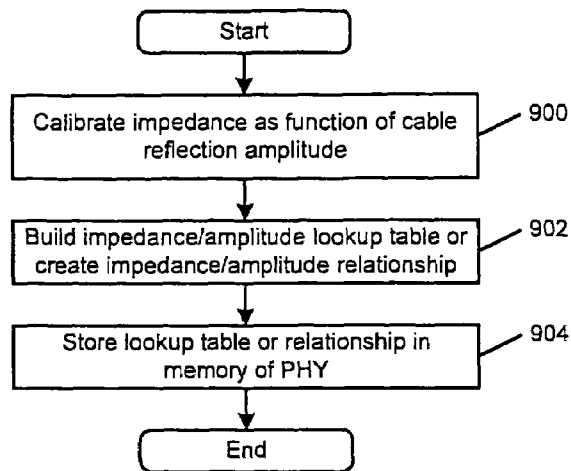 Start
Calibrate impedance as function of cable
reflection amplitude
900
Build impedance/amplitude lookup table or
create impedance/amplitude relationship
902
Store lookup table or relationship in
memory of PHY
904
End